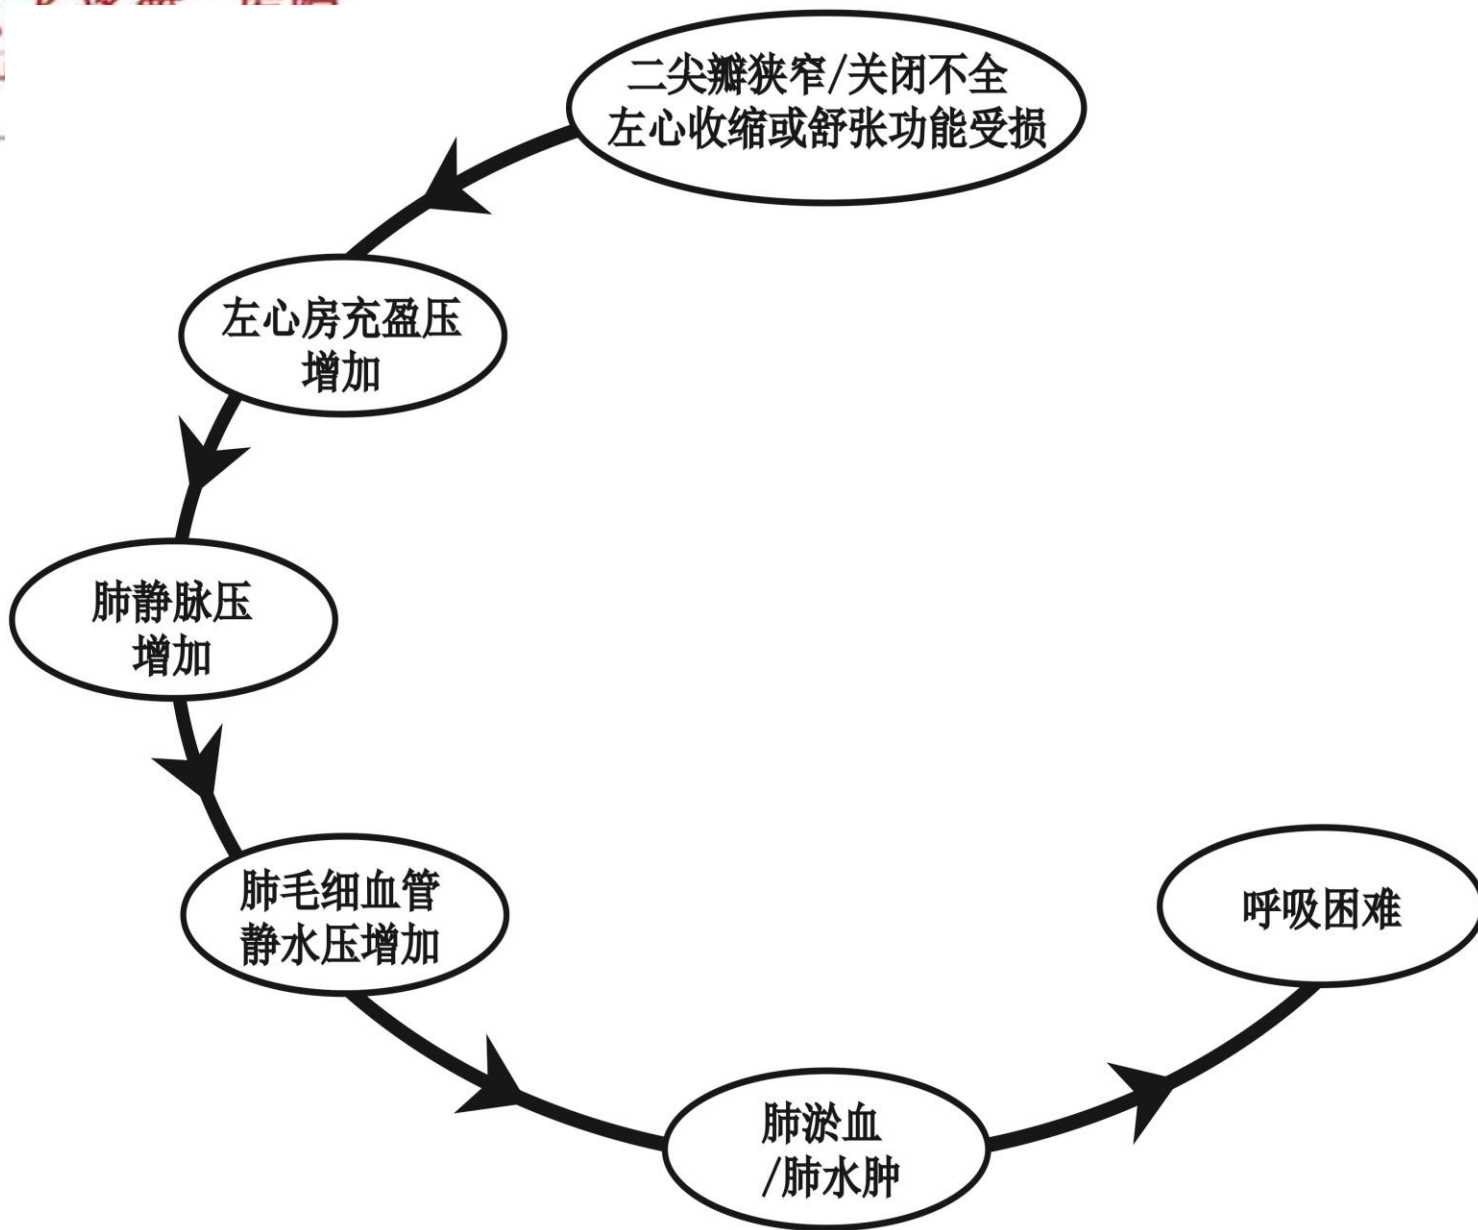 二尖瓣狭窄/关闭不全
左心收缩或舒张功能受损
左心房充盈压
增加
肺静脉压
增加
肺毛细血管
静水压增加
肺淤血
/肺水肿
呼吸困难